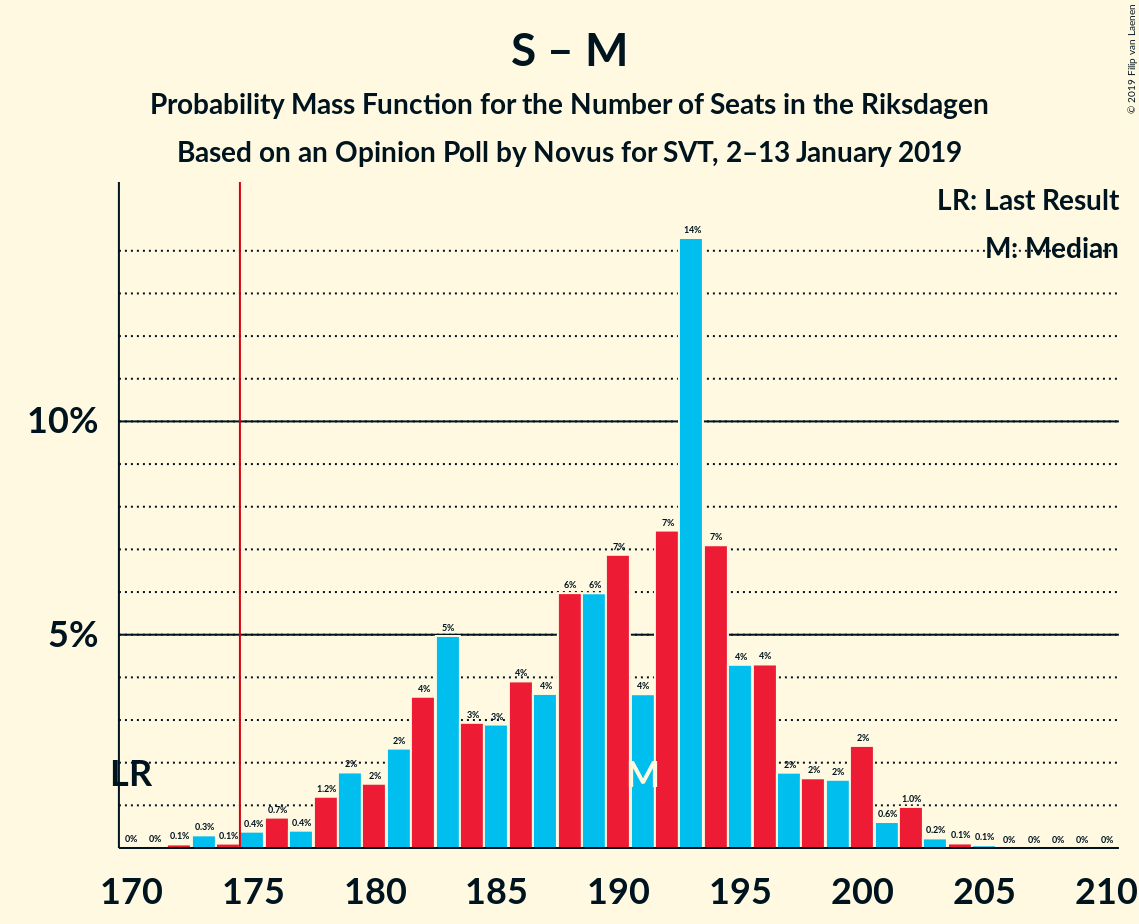 S – M
Probability Mass Function for the Number of Seats in the Riksdagen
Based on an Opinion Poll by Novus for SVT, 2–13 January 2019
© 2019 Filip van Laenen
LR: Last Result
M: Median
10%
5%
LR
M
0% 0% 0.1% 0.3% 0.1% 0.4% 0.7% 0.4% 1.2% 2% 2% 2% 4% 5% 3% 3% 4% 4% 6% 6% 7% 4% 7% 14% 7% 4% 4% 2% 2% 2% 2% 0.6% 1.0% 0.2% 0.1% 0.1% 0% 0% 0% 0% 0%
170 175 180 185 190 195 200 205 210